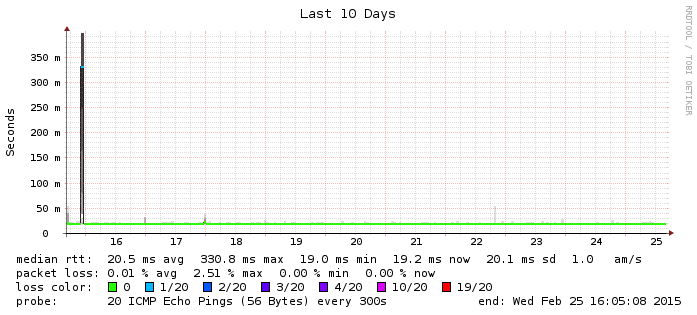 Last 10 Days
RRDTOOL / TOBI OETIKER
Seconds
350 m
300 m
250 m
200 m
150 m
100 m
50 m
0
16 17 18 19 20 21 22 23 24 25
median rtt: 20.5 ms avg 330.8 ms max 19.0 ms min 19.2 ms now 20.1 ms sd 1.0 am/s
packet loss: 0.01 % avg 2.51 % max 0.00 % min 0.00 % now
loss color: 0 1/20 2/20 3/20 4/20 10/20 19/20
probe: 20 ICMP Echo Pings (56 Bytes) every 300s end: Wed Feb 25 16:05:08 2015